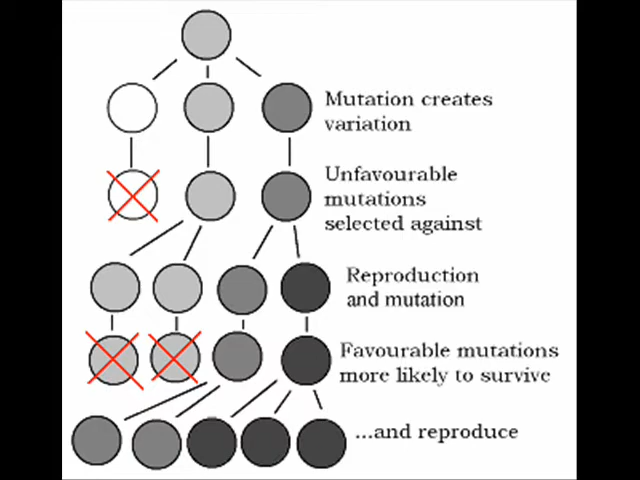 Mutation creates
variation
Unfavourable
mutations
selected against
Reproduction
and mutation
Favourable mutations
more likely to survive
...and reproduce